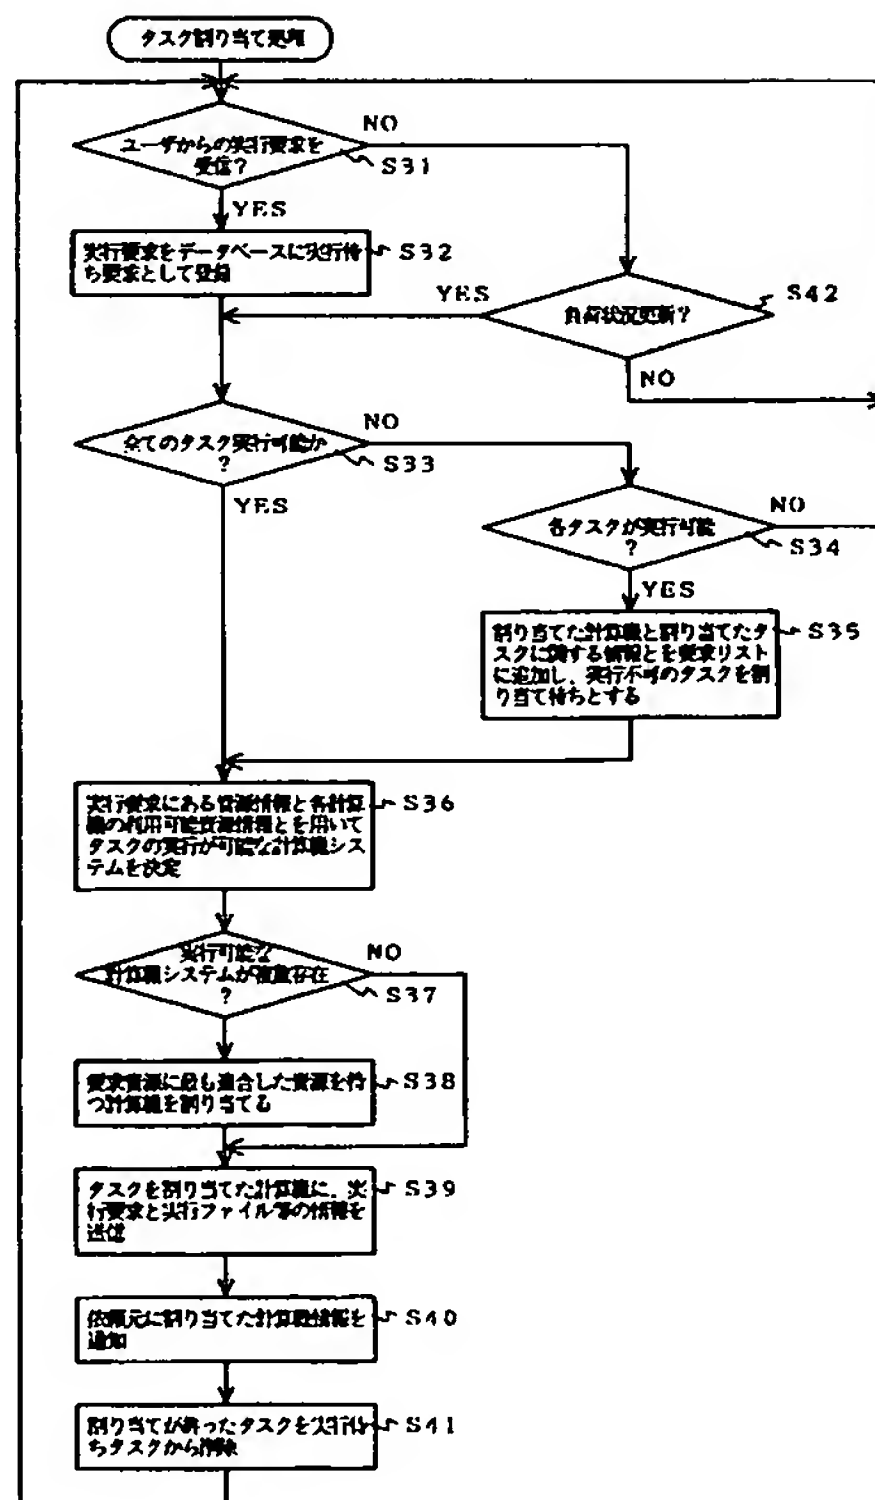 タスク割り当て処理
NO
ユーザからの実行要求を
受信?
S31
YES
実行要求をデータベースに実行待
ち要求として登録
S32
YES
負荷状況更新?
S42
NO
NO
全てのタスク実行可能か
?
S33
YES
NO
各タスクが実行可能
?
S34
YES
割り当てた計算機と割り当てたタ
スクに関する情報とを要求リスト
に追加し、実行不可のタスクを割
り当て待ちとする
S35
実行要求にある資源情報と各計算
機の利用可能資源情報とを用いて
タスクの実行が可能な計算機シス
テムを決定
S36
実行可能な
計算機システムが複数存在
?
NO
S37
要求資源に最も適合した資源を持
つ計算機を割り当てる
S38
タスクを割り当てた計算機に、実
行要求と実行ファイル等の情報を
送信
S39
依頼元に割り当てた計算機情報を
通知
S40
割り当てが終ったタスクを実行待
ちタスクから削除
S41